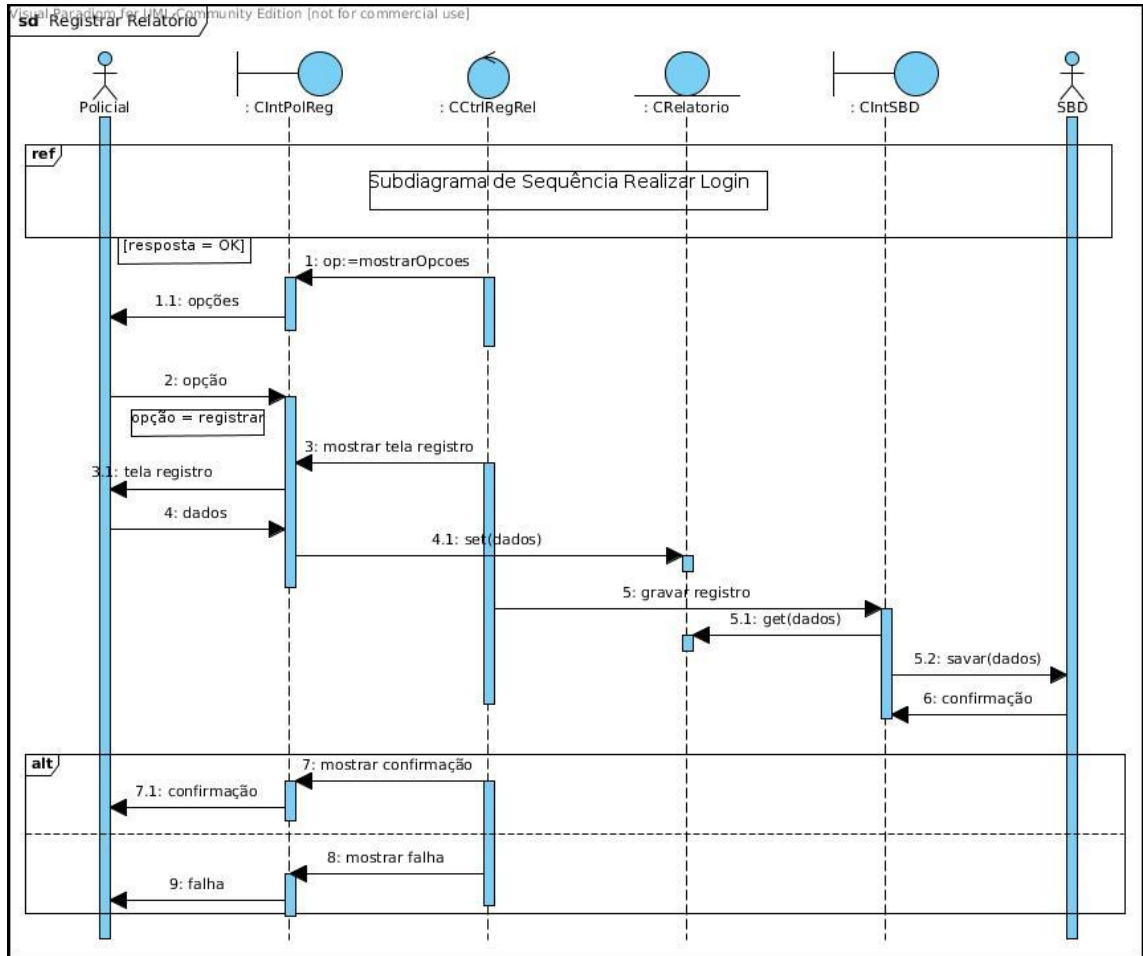 Visual Paradigm for UML Community Edition [not for commercial use]
sd Registrar Relatorio
Policial
: CIntPolReg
: CCtrlRegRel
: CRelatorio
: CIntSBD
SBD
ref
Subdiagrama de Sequência Realizar Login
[resposta = OK]
1: op:=mostrarOpcoes
1.1: opções
2: opção
opção = registrar
3: mostrar tela registro
3.1: tela registro
4: dados
4.1: set(dados)
5: gravar registro
5.1: get(dados)
5.2: savar(dados)
6: confirmação
alt
7: mostrar confirmação
7.1: confirmação
8: mostrar falha
9: falha